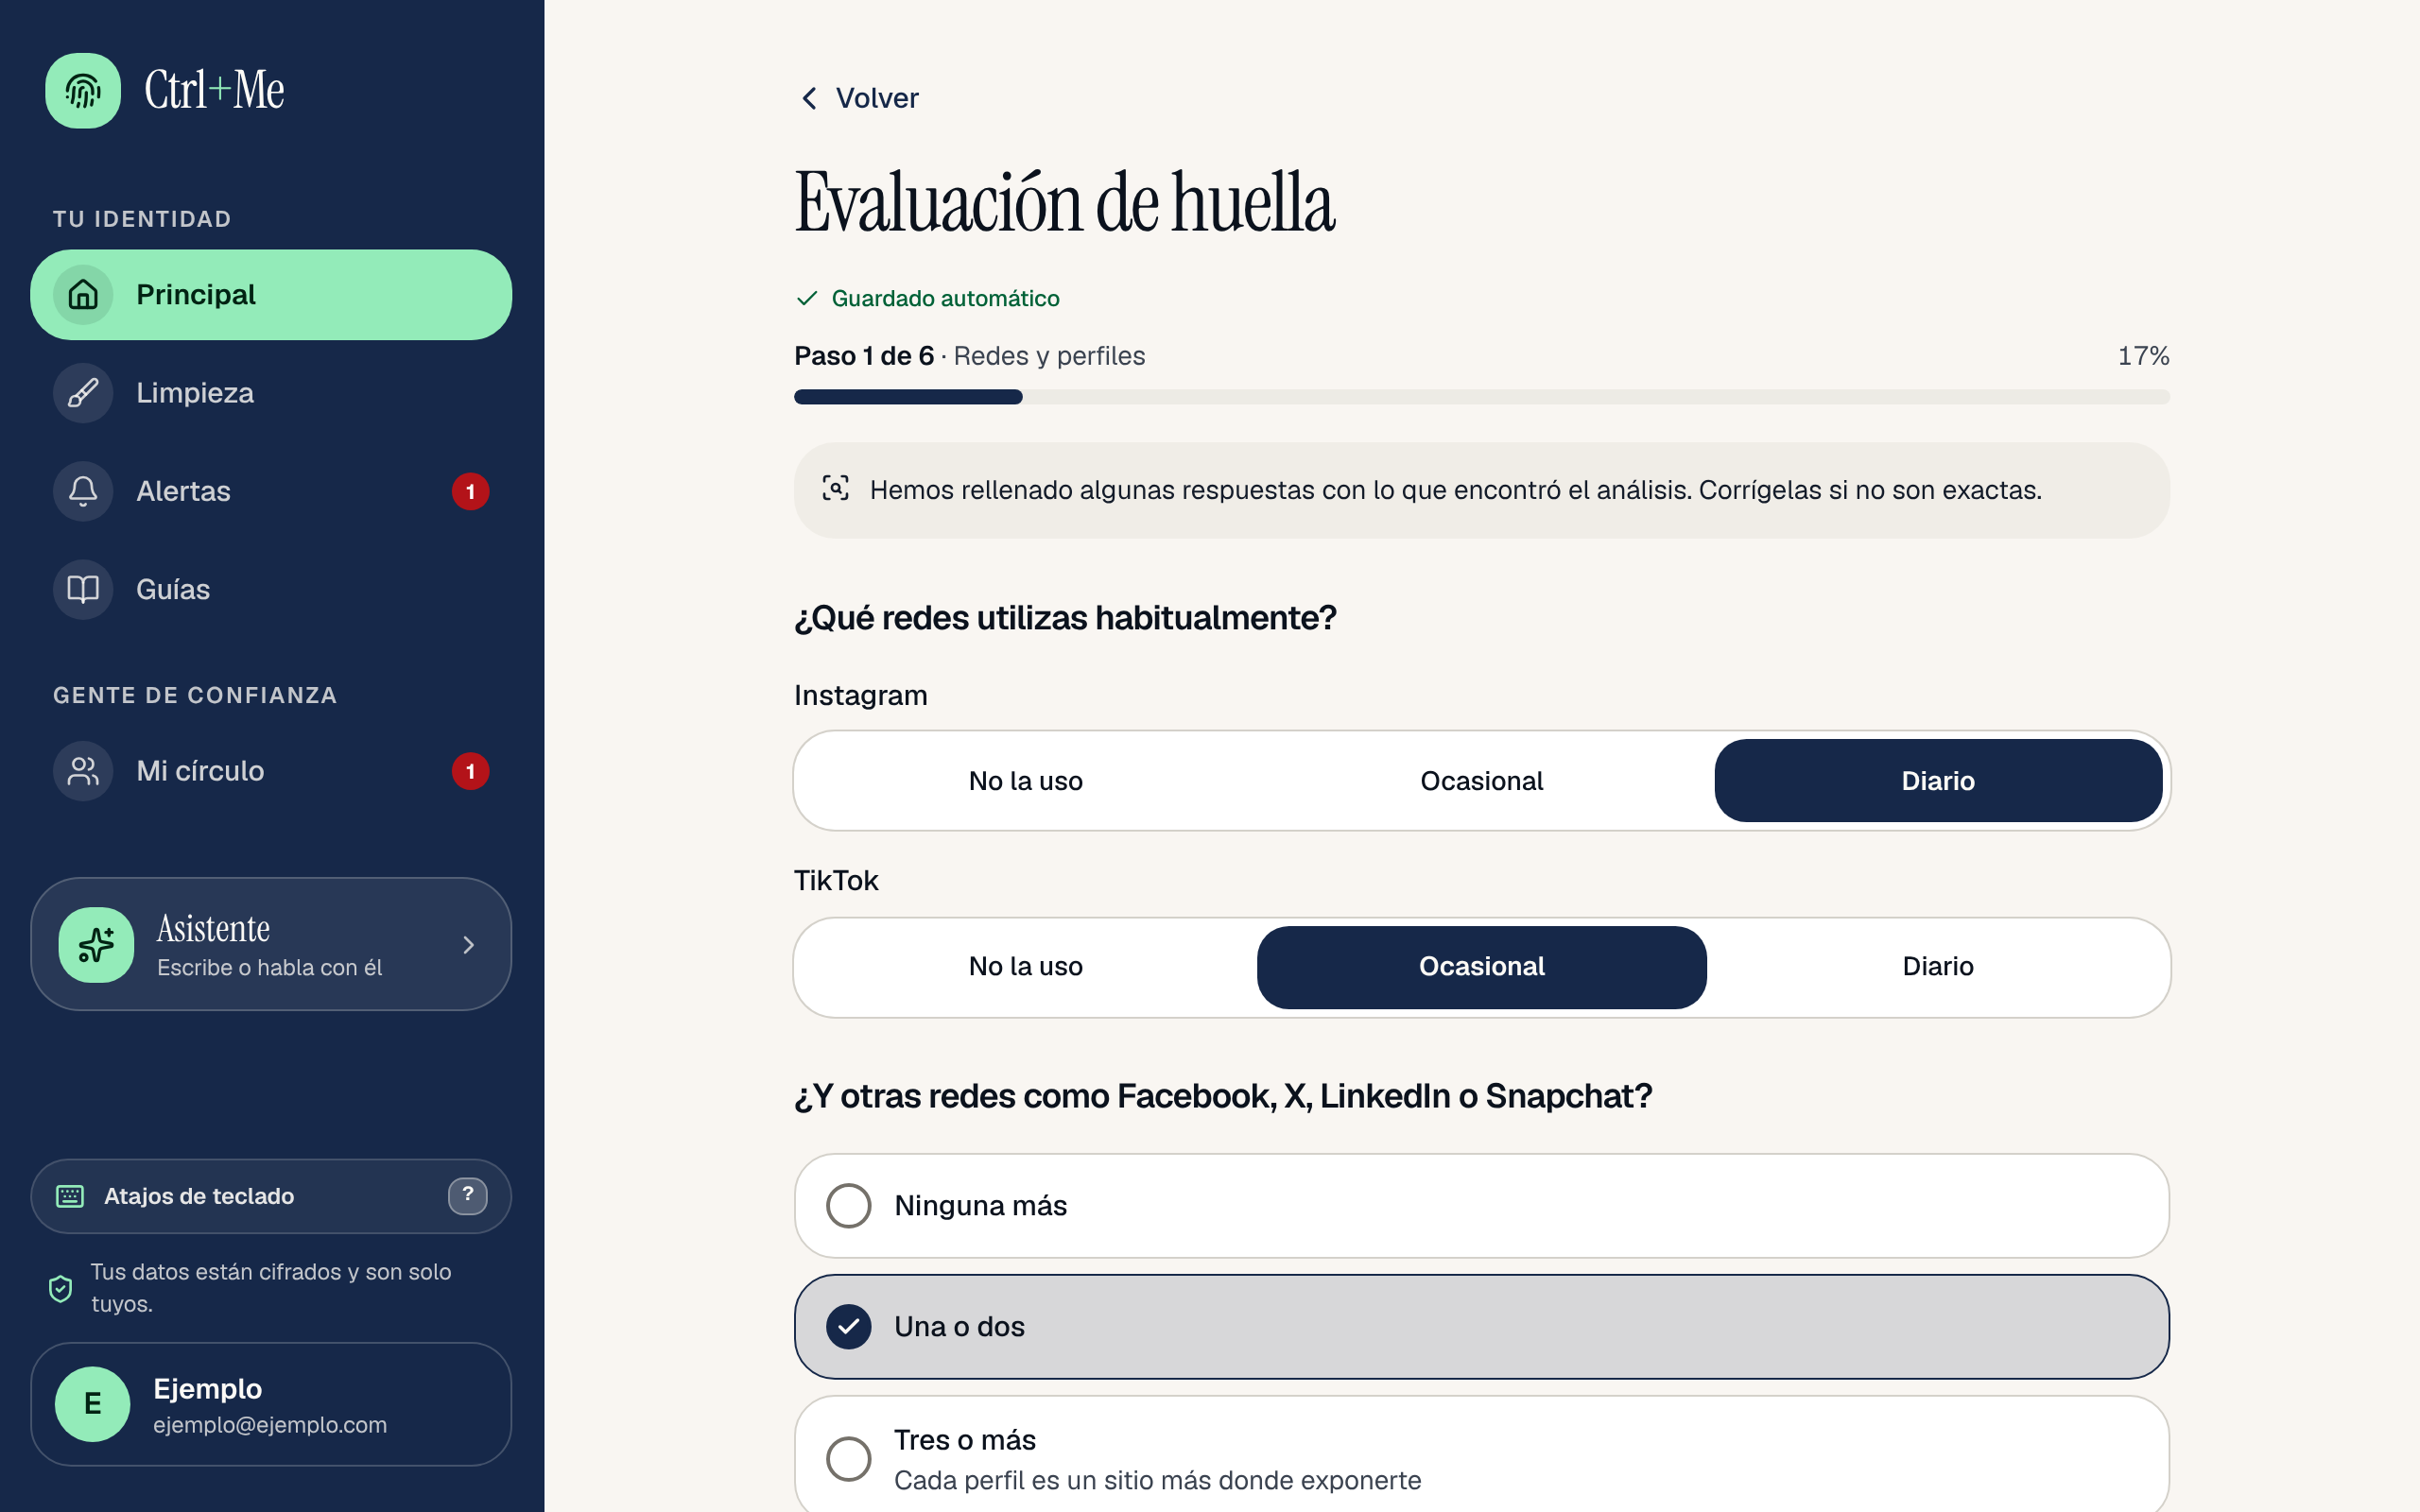 Ctrl+Me
TU IDENTIDAD
Principal
Limpieza
Alertas 1
Guías
GENTE DE CONFIANZA
Mi círculo 1
Asistente
Escribe o habla con él
Atajos de teclado ?
Tus datos están cifrados y son solo
tuyos.
E
Ejemplo
ejemplo@ejemplo.com
Volver
Evaluación de huella
Guardado automático
Paso 1 de 6 · Redes y perfiles 17%
Hemos rellenado algunas respuestas con lo que encontró el análisis. Corrígelas si no son exactas.
¿Qué redes utilizas habitualmente?
Instagram
No la uso Ocasional Diario
TikTok
No la uso Ocasional Diario
¿Y otras redes como Facebook, X, LinkedIn o Snapchat?
Ninguna más
Una o dos
Tres o más
Cada perfil es un sitio más donde exponerte